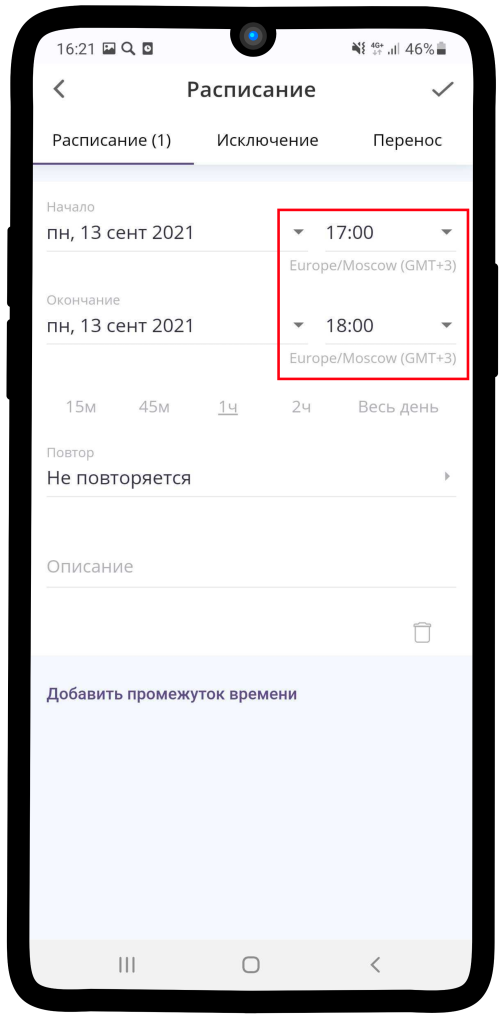 16:21 4G+ 46%
Расписание
Расписание (1) Исключение Перенос
Начало
пн, 13 сент 2021 17:00
Europe/Moscow (GMT+3)
Окончание
пн, 13 сент 2021 18:00
Europe/Moscow (GMT+3)
15м 45м 1ч 2ч Весь день
Повтор
Не повторяется
Описание
Добавить промежуток времени